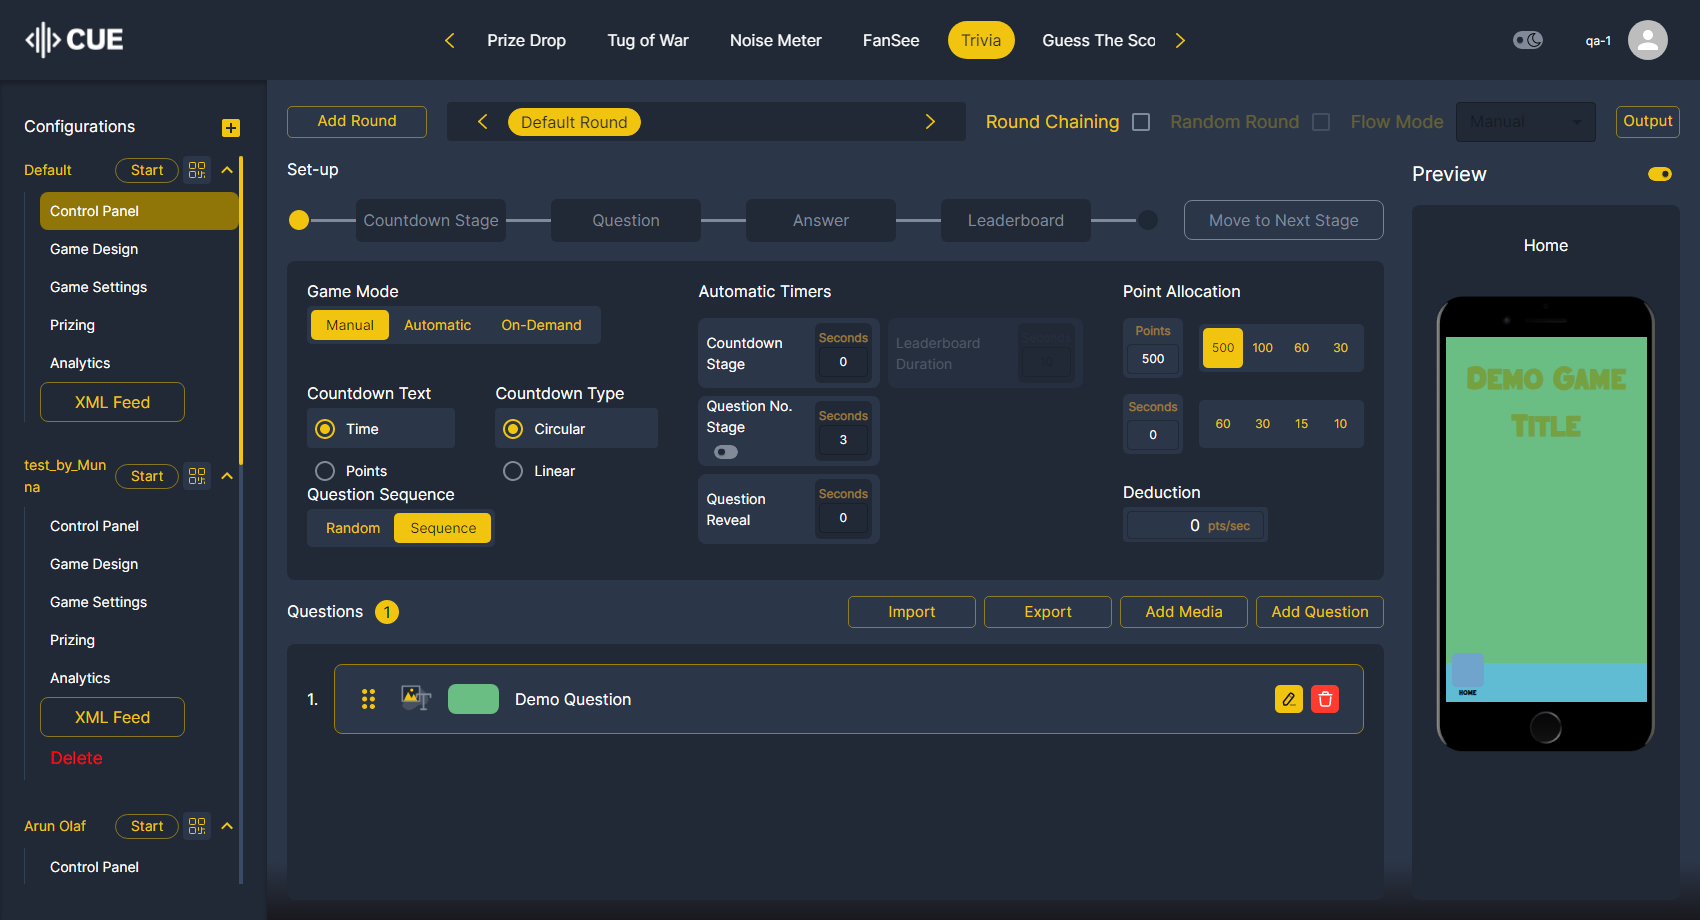 CUE
Prize Drop
Tug of War
Noise Meter
FanSee
Trivia
Guess The Sco
qa-1
Configurations
Default
Start
Control Panel
Game Design
Game Settings
Prizing
Analytics
XML Feed
test_by_Mun
na
Start
Control Panel
Game Design
Game Settings
Prizing
Analytics
XML Feed
Delete
Arun Olaf
Start
Control Panel
Add Round
Default Round
Round Chaining
Random Round
Flow Mode
Manual
Output
Set-up
Countdown Stage
Question
Answer
Leaderboard
Move to Next Stage
Game Mode
Manual
Automatic
On-Demand
Countdown Text
Time
Points
Countdown Type
Circular
Linear
Question Sequence
Random
Sequence
Automatic Timers
Countdown
Stage
Seconds
0
Leaderboard
Duration
Seconds
10
Question No.
Stage
Seconds
3
Question
Reveal
Seconds
0
Point Allocation
Points
500
500
100
60
30
Seconds
0
60
30
15
10
Deduction
0 pts/sec
Questions
1
Import
Export
Add Media
Add Question
1.
Demo Question
Preview
Home
Demo Game
Title
HOME